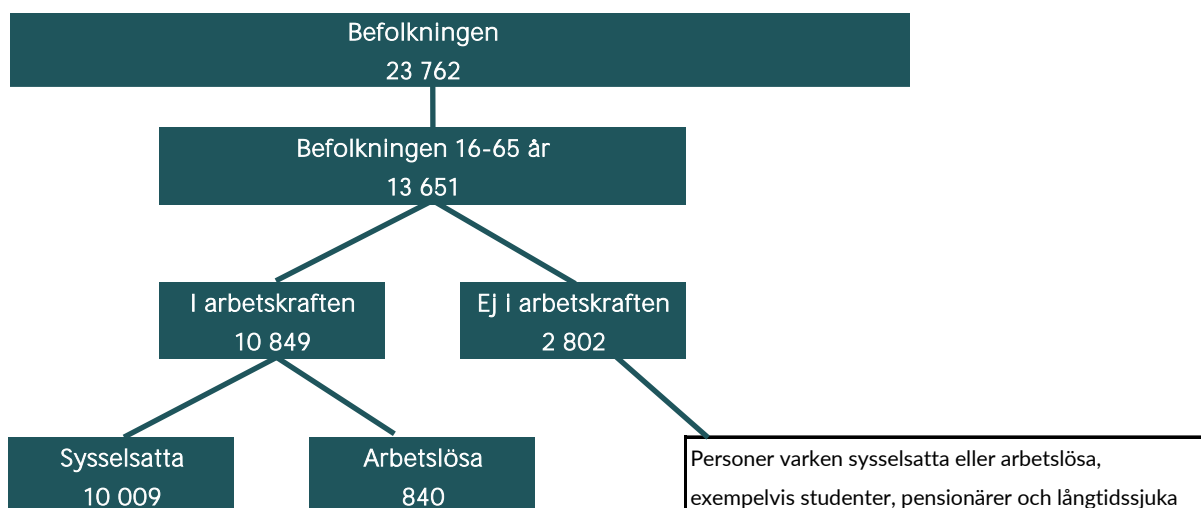 Befolkningen
23 762
Befolkningen 16-65 år
13 651
I arbetskraften
10 849
Ej i arbetskraften
2 802
Sysselsatta
10 009
Arbetslösa
840
Personer varken sysselsatta eller arbetslösa,
exempelvis studenter, pensionärer och långtidssjuka